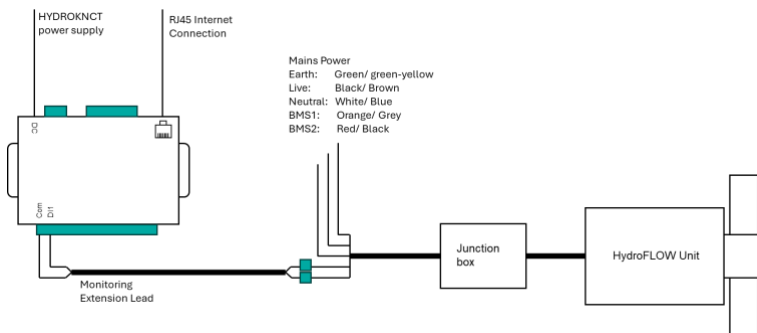 HYDROKNCT
power supply
RJ45 Internet
Connection
Mains Power
Earth: Green/ green-yellow
Live: Black/ Brown
Neutral: White/ Blue
BMS1: Orange/ Grey
BMS2: Red/ Black
DC
Com
DI1
Junction
box
HydroFLOW Unit
Monitoring
Extension Lead